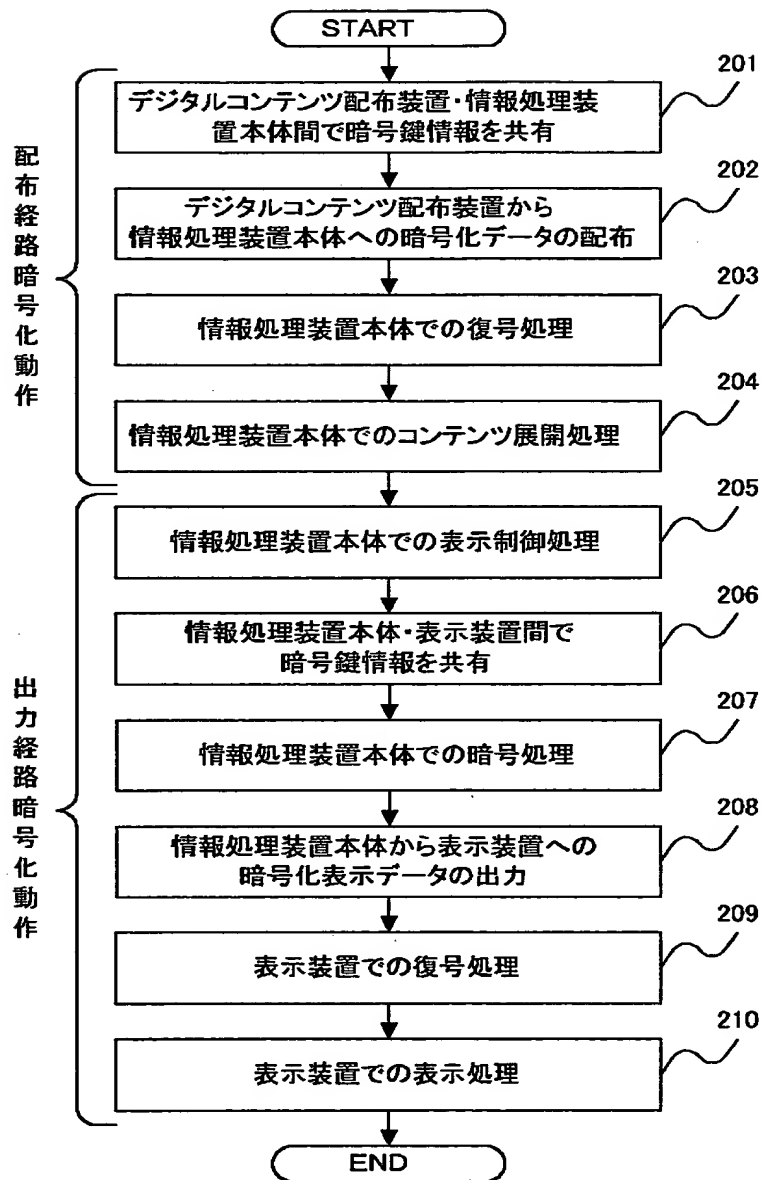 START
201
デジタルコンテンツ配布装置・情報処理装
置本体間で暗号鍵情報を共有
202
デジタルコンテンツ配布装置から
情報処理装置本体への暗号化データの配布
203
情報処理装置本体での復号処理
204
情報処理装置本体でのコンテンツ展開処理
配布経路暗号化動作
205
情報処理装置本体での表示制御処理
206
情報処理装置本体・表示装置間で
暗号鍵情報を共有
207
情報処理装置本体での暗号処理
208
情報処理装置本体から表示装置への
暗号化表示データの出力
209
表示装置での復号処理
210
表示装置での表示処理
出力経路暗号化動作
END